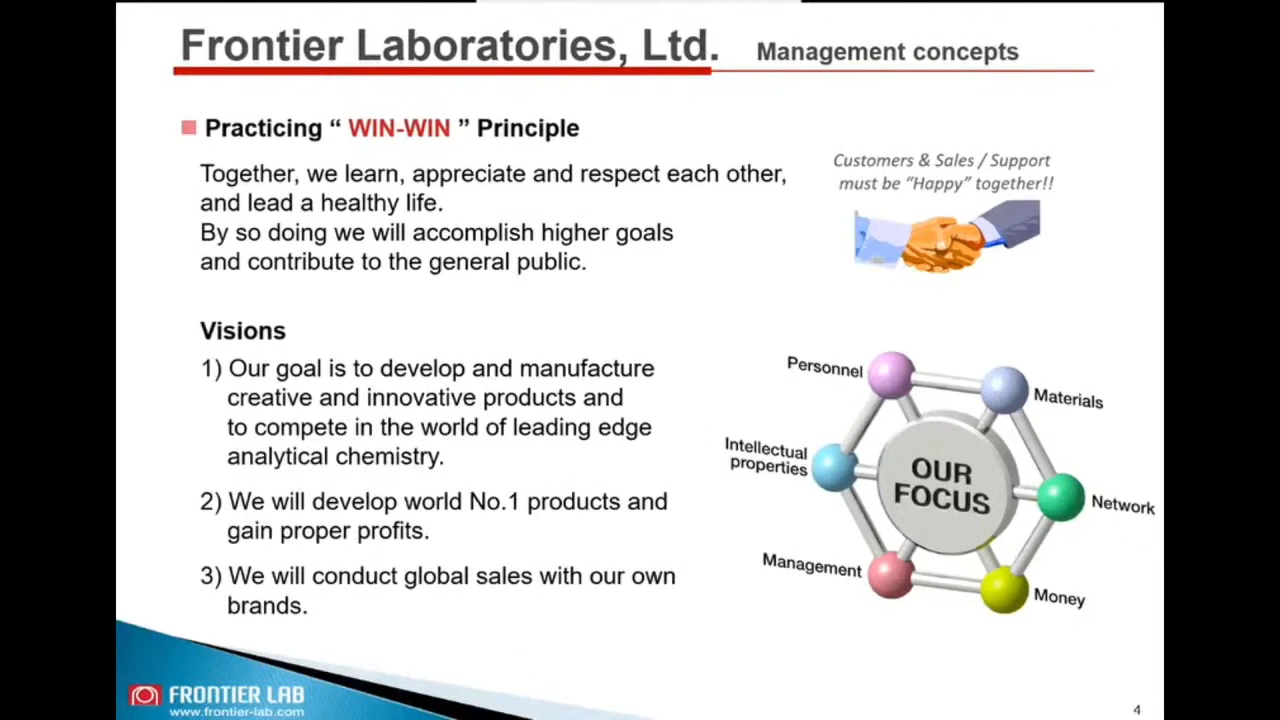 Frontier Laboratories, Ltd. Management concepts
Practicing “ WIN-WIN ” Principle
Together, we learn, appreciate and respect each other,
and lead a healthy life.
By so doing we will accomplish higher goals
and contribute to the general public.
Customers & Sales / Support
must be “Happy” together!!
Visions
1) Our goal is to develop and manufacture
creative and innovative products and
to compete in the world of leading edge
analytical chemistry.
2) We will develop world No.1 products and
gain proper profits.
3) We will conduct global sales with our own
brands.
Personnel
Materials
Intellectual
properties
OUR
FOCUS
Network
Management
Money
FRONTIER LAB
www.frontier-lab.com
4